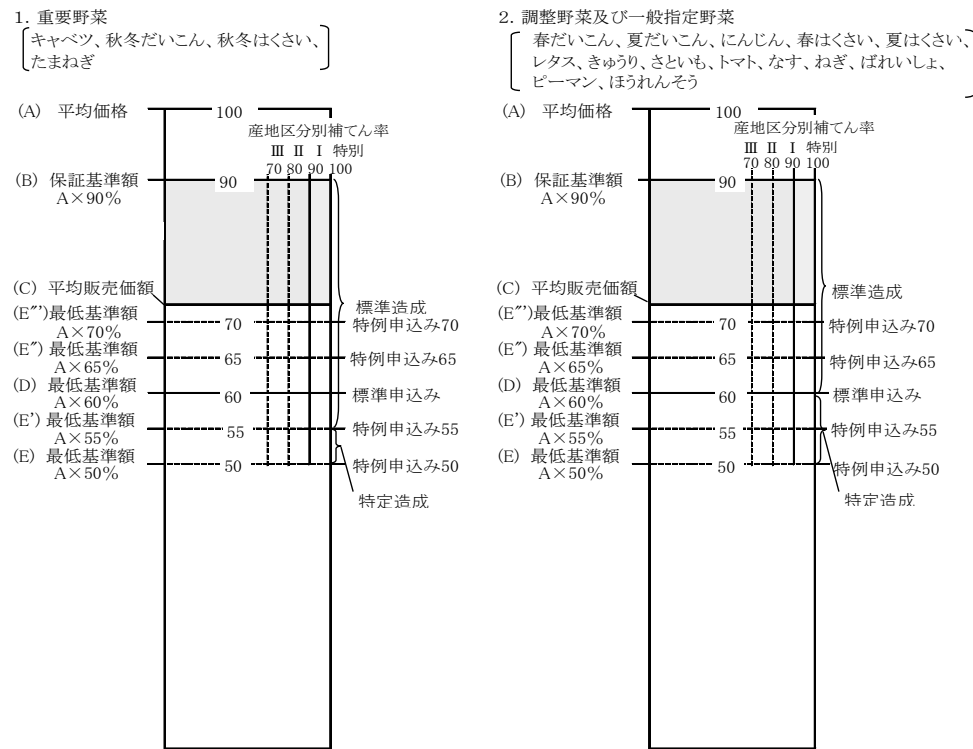 1. 重要野菜
キャベツ、秋冬だいこん、秋冬はくさい、
たまねぎ
(A) 平均価格
100
産地区分別補てん率
Ⅲ Ⅱ Ⅰ 特別
70 80 90 100
(B) 保証基準額
A×90%
90
(C) 平均販売価額
標準造成
(E"')最低基準額
A×70%
70
特例申込み70
(E") 最低基準額
A×65%
65
特例申込み65
(D) 最低基準額
A×60%
60
標準申込み
(E') 最低基準額
A×55%
55
特例申込み55
(E) 最低基準額
A×50%
50
特例申込み50
特定造成
2. 調整野菜及び一般指定野菜
春だいこん、夏だいこん、にんじん、春はくさい、夏はくさい、
レタス、きゅうり、さといも、トマト、なす、ねぎ、ばれいしょ、
ピーマン、ほうれんそう
(A) 平均価格
100
産地区分別補てん率
Ⅲ Ⅱ Ⅰ 特別
70 80 90 100
(B) 保証基準額
A×90%
90
(C) 平均販売価額
標準造成
(E"')最低基準額
A×70%
70
特例申込み70
(E") 最低基準額
A×65%
65
特例申込み65
(D) 最低基準額
A×60%
60
標準申込み
(E') 最低基準額
A×55%
55
特例申込み55
(E) 最低基準額
A×50%
50
特例申込み50
特定造成